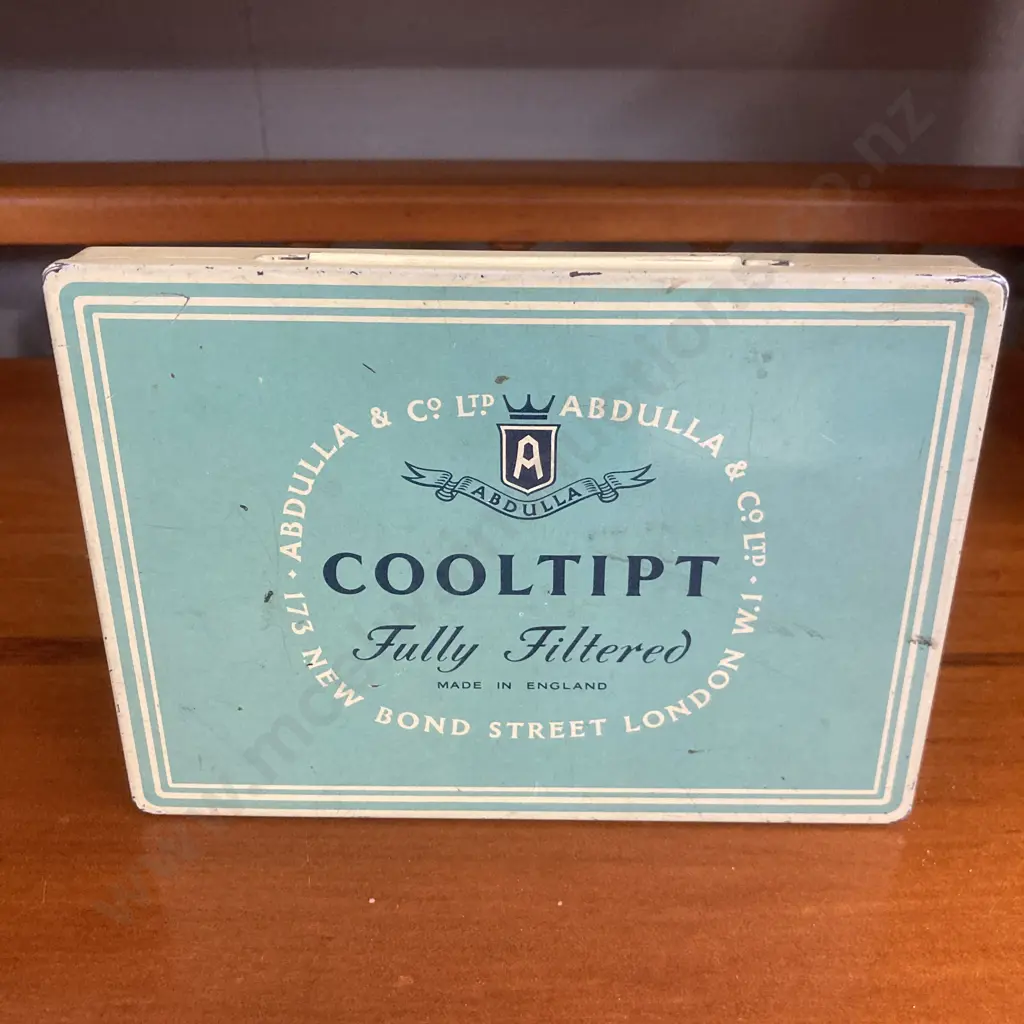 ABDULLA & Cº LTD. ABDULLA & Cº. LTD. · 173 NEW BOND STREET LONDON W.1 ·
A
ABDULLA
COOLTIPT
Fully Filtered
MADE IN ENGLAND